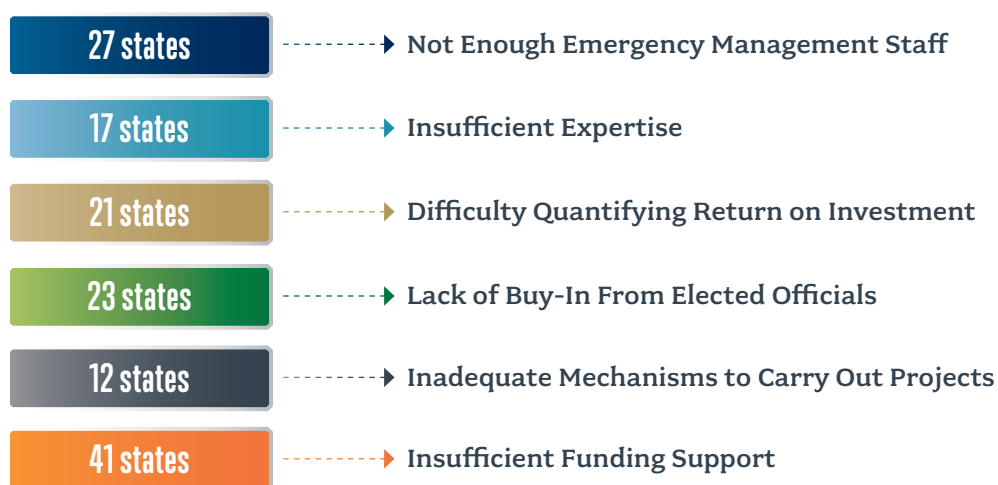 27 states Not Enough Emergency Management Staff
17 states Insufficient Expertise
21 states Difficulty Quantifying Return on Investment
23 states Lack of Buy-In From Elected Officials
12 states Inadequate Mechanisms to Carry Out Projects
41 states Insufficient Funding Support